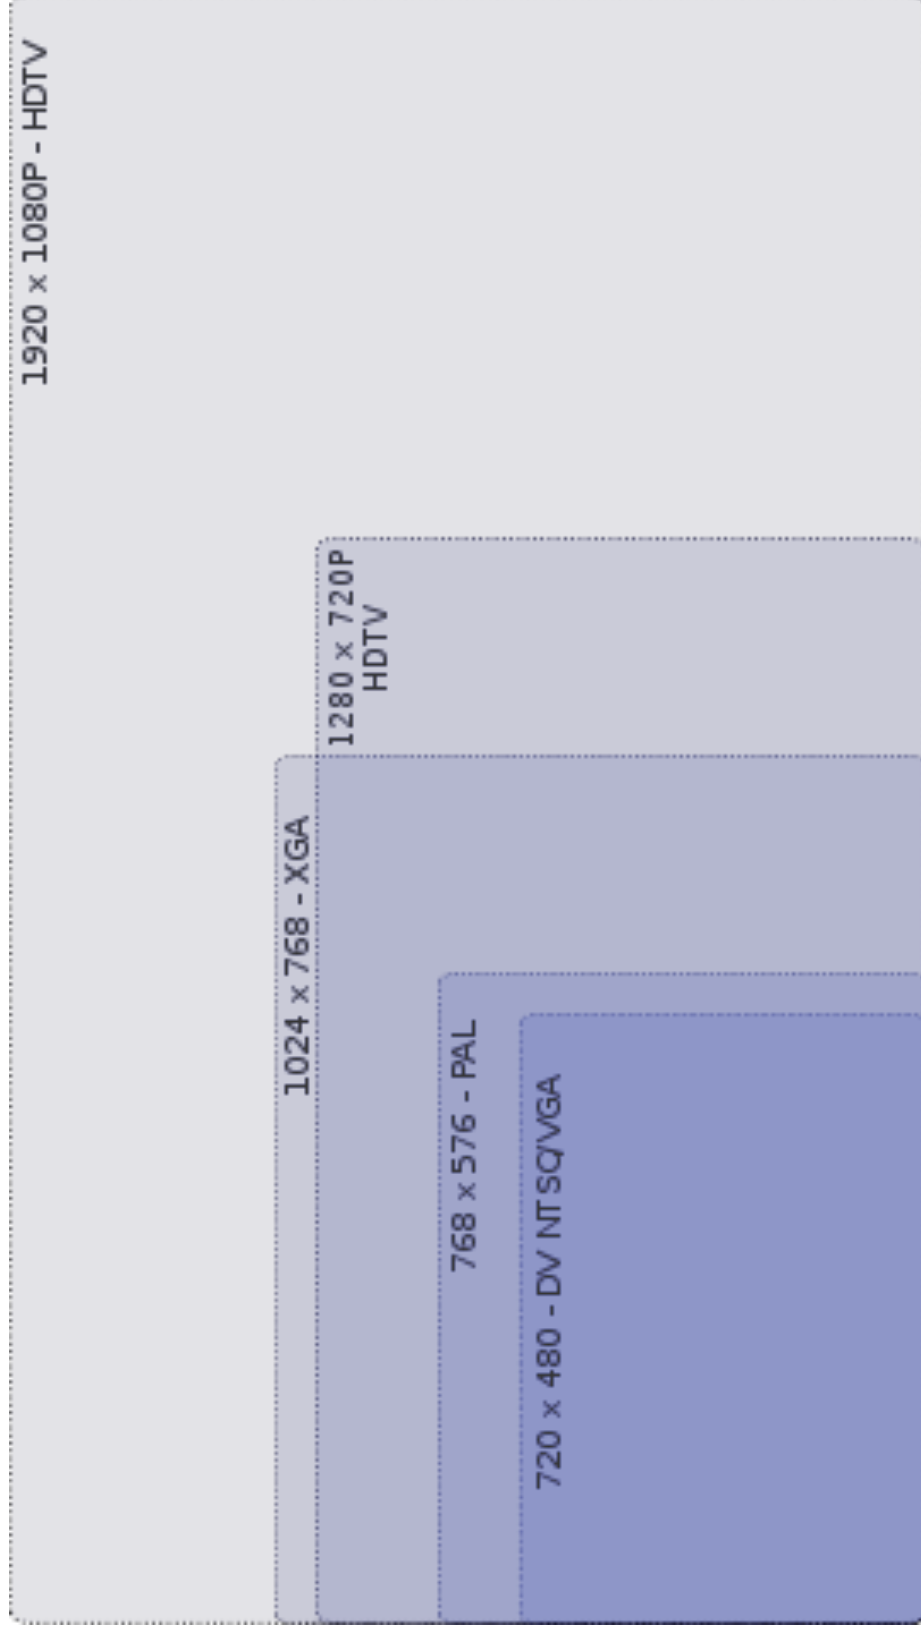 1920 x 1080P - HDTV
1280 x 720P
HDTV
1024 x 768 - XGA
768 x 576 - PAL
720 x 480 - DV NTSC/VGA